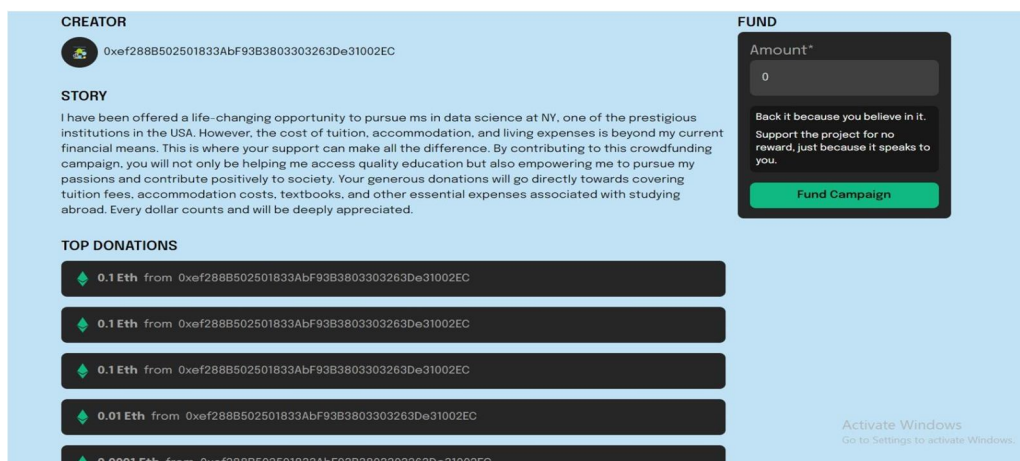 CREATOR
0xef288B502501833AbF93B3803303263De31002EC
STORY
I have been offered a life-changing opportunity to pursue ms in data science at NY, one of the prestigious
institutions in the USA. However, the cost of tuition, accommodation, and living expenses is beyond my current
financial means. This is where your support can make all the difference. By contributing to this crowdfunding
campaign, you will not only be helping me access quality education but also empowering me to pursue my
passions and contribute positively to society. Your generous donations will go directly towards covering
tuition fees, accommodation costs, textbooks, and other essential expenses associated with studying
abroad. Every dollar counts and will be deeply appreciated.
TOP DONATIONS
0.1 Eth from 0xef288B502501833AbF93B3803303263De31002EC
0.1 Eth from 0xef288B502501833AbF93B3803303263De31002EC
0.1 Eth from 0xef288B502501833AbF93B3803303263De31002EC
0.01 Eth from 0xef288B502501833AbF93B3803303263De31002EC
0.0001 Eth from 0xef288B502501833AbF93B3803303263De31002EC
FUND
Amount*
0
Back it because you believe in it.
Support the project for no
reward, just because it speaks to
you.
Fund Campaign
Activate Windows
Go to Settings to activate Windows.